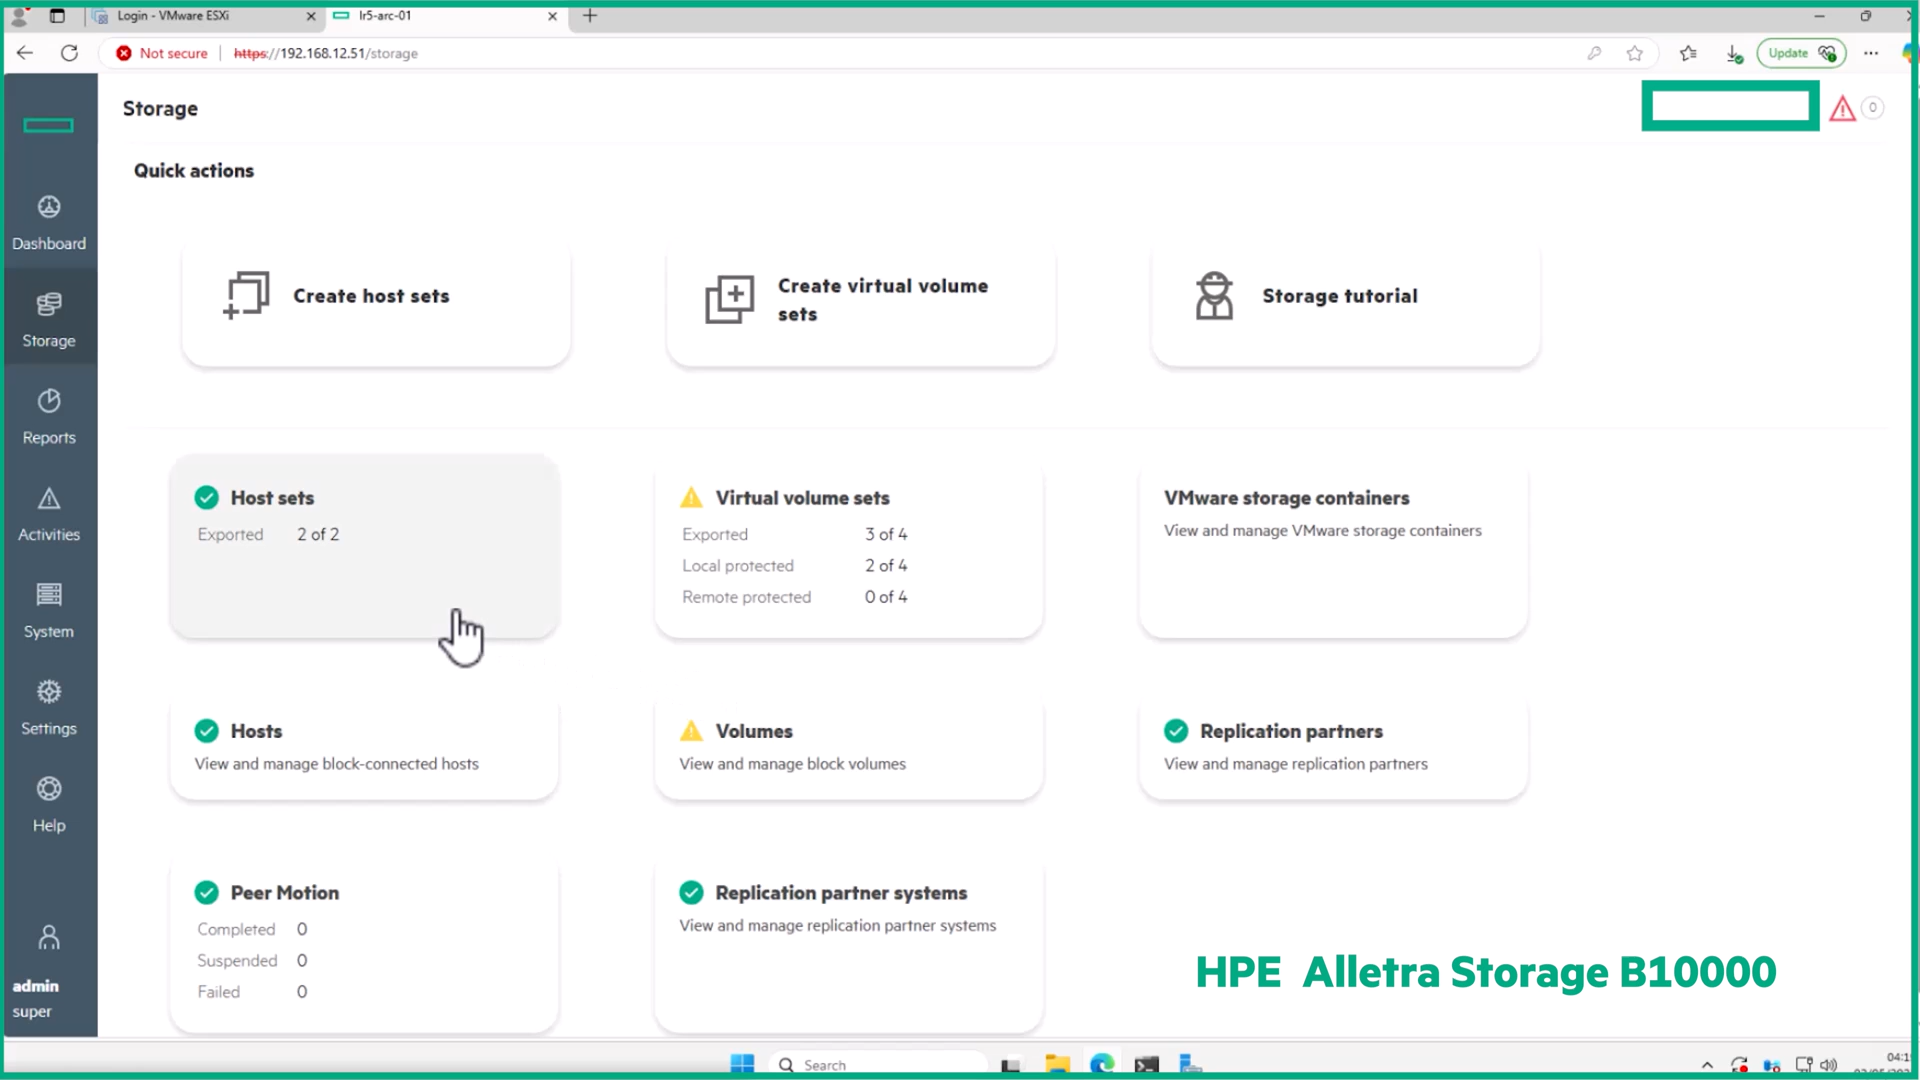 Login - VMware ESXi
lr5-arc-01
Not secure
https://192.168.12.51/storage
Update
Storage
0
Quick actions
Dashboard
Create host sets
Create virtual volume
sets
Storage tutorial
Storage
Reports
Host sets
Exported 2 of 2
Virtual volume sets
Exported 3 of 4
Local protected 2 of 4
Remote protected 0 of 4
VMware storage containers
View and manage VMware storage containers
Activities
System
Settings
Hosts
View and manage block-connected hosts
Volumes
View and manage block volumes
Replication partners
View and manage replication partners
Help
Peer Motion
Completed 0
Suspended 0
Failed 0
Replication partner systems
View and manage replication partner systems
admin
super
HPE Alletra Storage B10000
Search